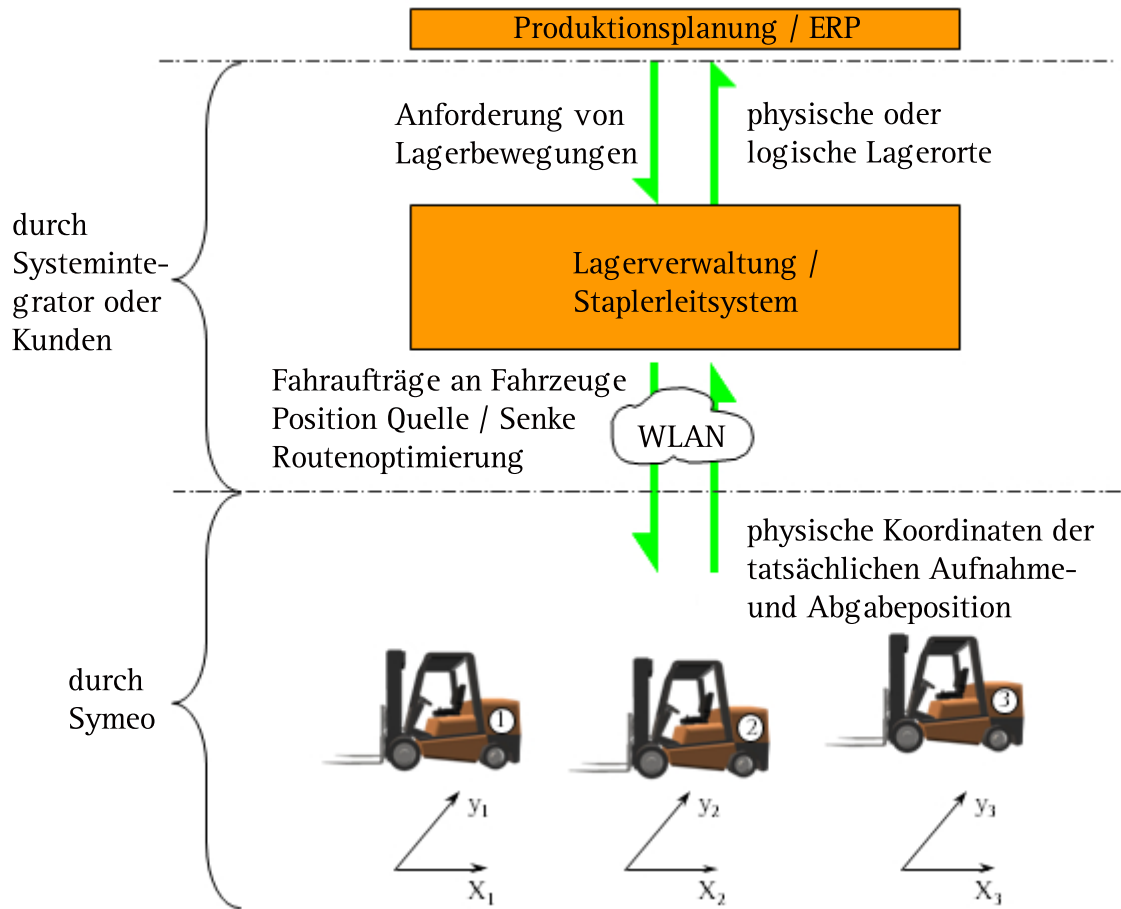 Produktionsplanung / ERP
Anforderung von
Lagerbewegungen
physische oder
logische Lagerorte
durch
Systeminte-
grator oder
Kunden
Lagerverwaltung /
Staplerleitsystem
Fahraufträge an Fahrzeuge
Position Quelle / Senke
Routenoptimierung
WLAN
physische Koordinaten der
tatsächlichen Aufnahme-
und Abgabeposition
durch
Symeo
1
2
3
y₁
y₂
y₃
X₁
X₂
X₃